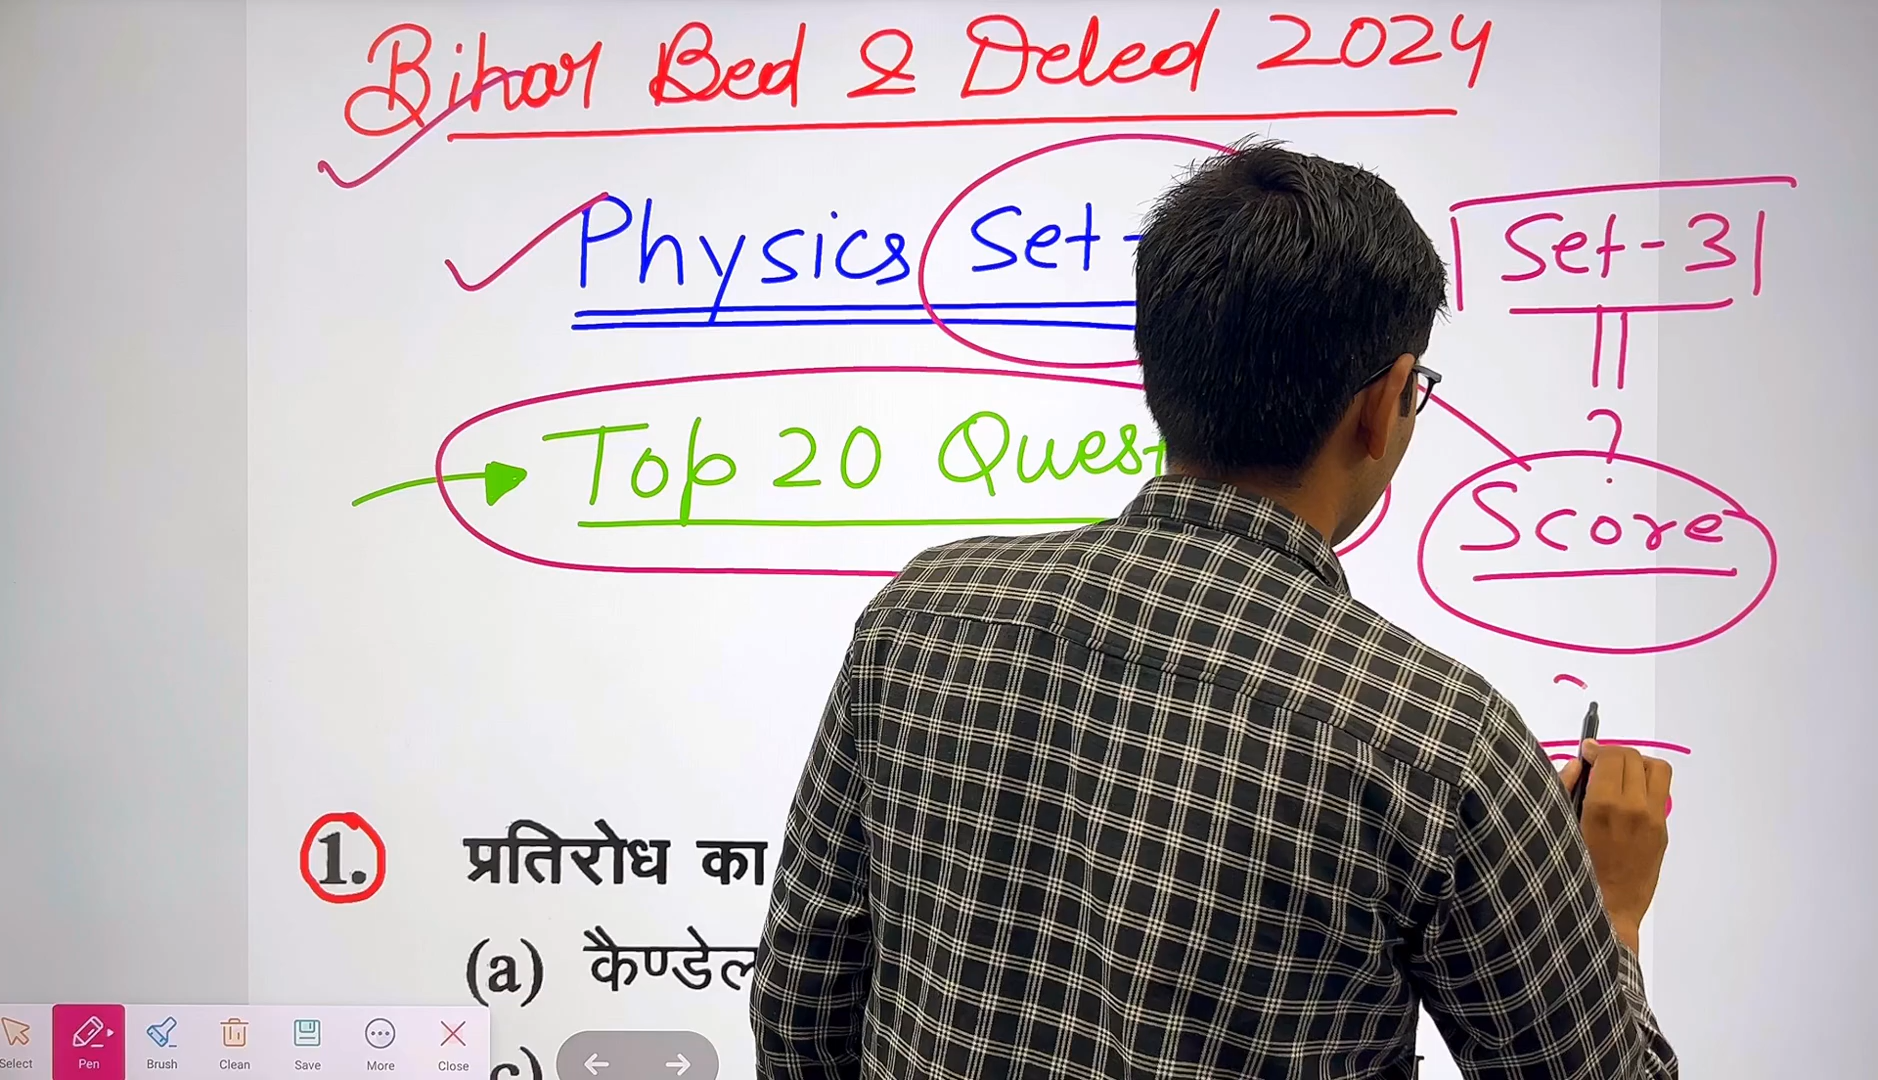 Bihar Bed & Deled 2024
Physics Set-
Set-3
Top 20 Quest
?
Score
1. प्रतिरोध का
(a) कैण्डेल
c)
Select Pen Brush Clean Save More Close